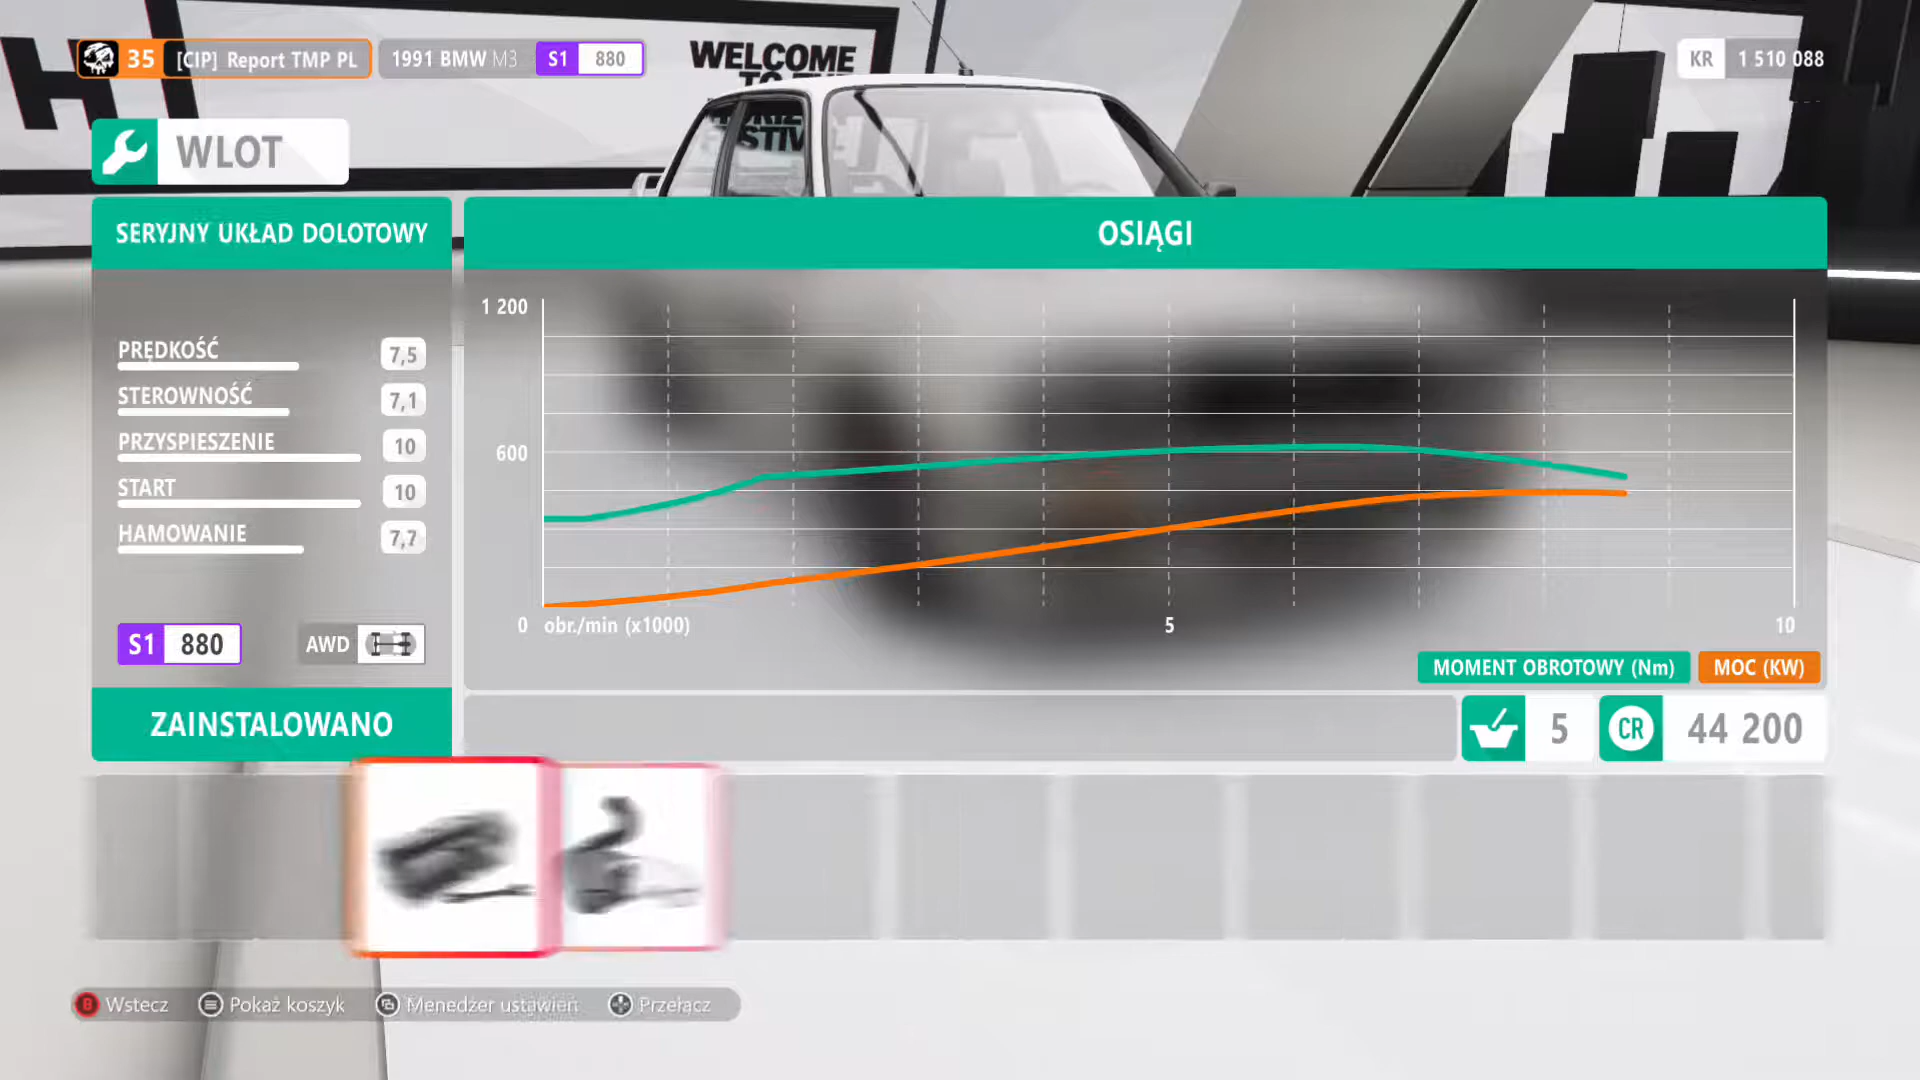 35 [CIP] Report TMP PL
1991 BMW M3 S1 880
WELCOME
TO THE
KR 1 510 088
WLOT
SERYJNY UKŁAD DOLOTOWY
PRĘDKOŚĆ 7,5
STEROWNOŚĆ 7,1
PRZYSPIESZENIE 10
START 10
HAMOWANIE 7,7
S1 880 AWD
ZAINSTALOWANO
OSIĄGI
1 200
600
0 obr./min (x1000) 5 10
MOMENT OBROTOWY (Nm) MOC (KW)
5 CR 44 200
B Wstecz Pokaż koszyk Menedżer ustawień Przełącz